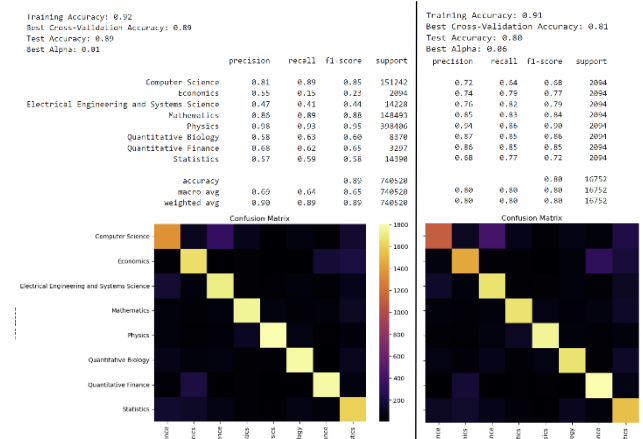 Training Accuracy: 0.92
Best Cross-Validation Accuracy: 0.89
Test Accuracy: 0.89
Best Alpha: 0.01
precision recall f1-score support
Computer Science 0.81 0.89 0.85 151242
Economics 0.55 0.15 0.23 2094
Electrical Engineering and Systems Science 0.47 0.41 0.44 14228
Mathematics 0.86 0.89 0.88 148493
Physics 0.98 0.93 0.95 398406
Quantitative Biology 0.58 0.63 0.60 8370
Quantitative Finance 0.68 0.62 0.65 3297
Statistics 0.57 0.59 0.58 14390
accuracy 0.89 740520
macro avg 0.69 0.64 0.65 740520
weighted avg 0.90 0.89 0.89 740520
Confusion Matrix
Computer Science
Economics
Electrical Engineering and Systems Science
Mathematics
Physics
Quantitative Biology
Quantitative Finance
Statistics
1800
1600
1400
1200
1000
800
600
400
200
Training Accuracy: 0.91
Best Cross-Validation Accuracy: 0.81
Test Accuracy: 0.80
Best Alpha: 0.06
precision recall f1-score support
0.72 0.64 0.68 2094
0.74 0.79 0.77 2094
0.76 0.82 0.79 2094
0.85 0.83 0.84 2094
0.94 0.86 0.90 2094
0.87 0.85 0.86 2094
0.86 0.85 0.85 2094
0.68 0.77 0.72 2094
0.80 16752
0.80 0.80 0.80 16752
0.80 0.80 0.80 16752
Confusion Matrix